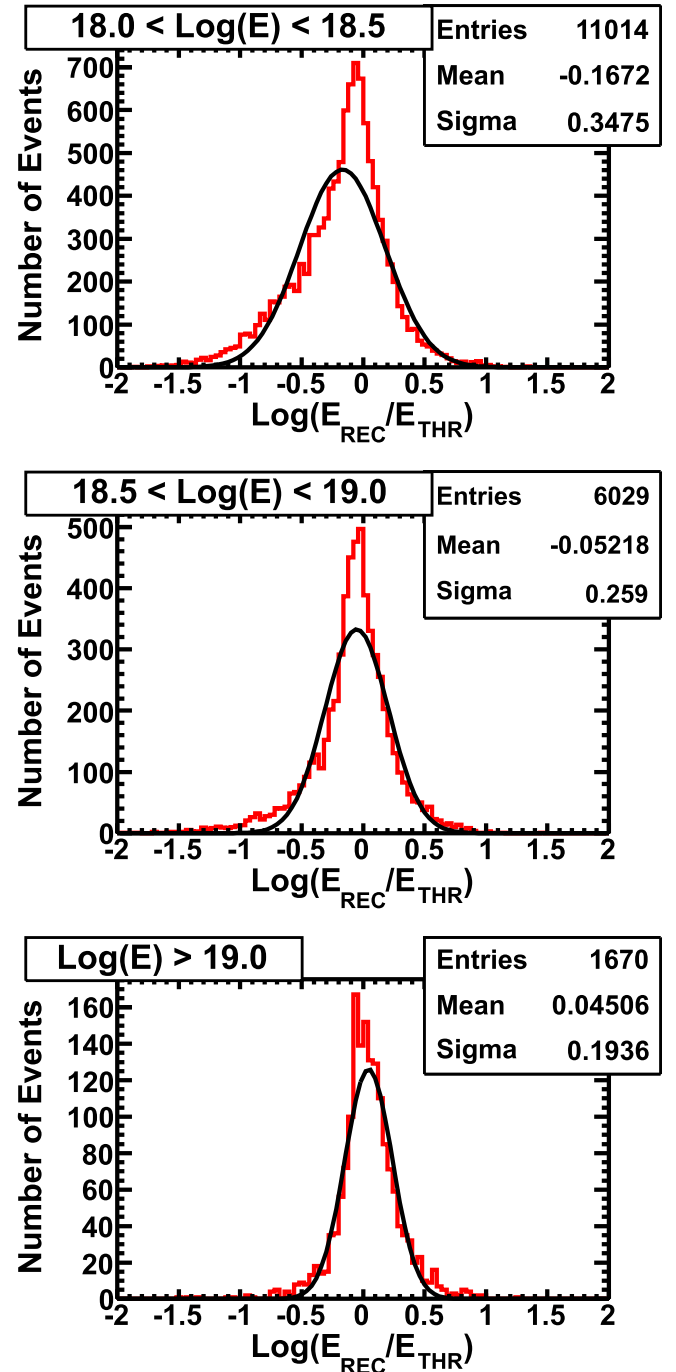 18.0 < Log(E) < 18.5
Entries 11014
Mean -0.1672
Sigma 0.3475
Number of Events
700
600
500
400
300
200
100
0
-2 -1.5 -1 -0.5 0 0.5 1 1.5 2
Log(E_REC/E_THR)
18.5 < Log(E) < 19.0
Entries 6029
Mean -0.05218
Sigma 0.259
Number of Events
500
400
300
200
100
0
-2 -1.5 -1 -0.5 0 0.5 1 1.5 2
Log(E_REC/E_THR)
Log(E) > 19.0
Entries 1670
Mean 0.04506
Sigma 0.1936
Number of Events
160
140
120
100
80
60
40
20
0
-2 -1.5 -1 -0.5 0 0.5 1 1.5 2
Log(E_REC/E_THR)